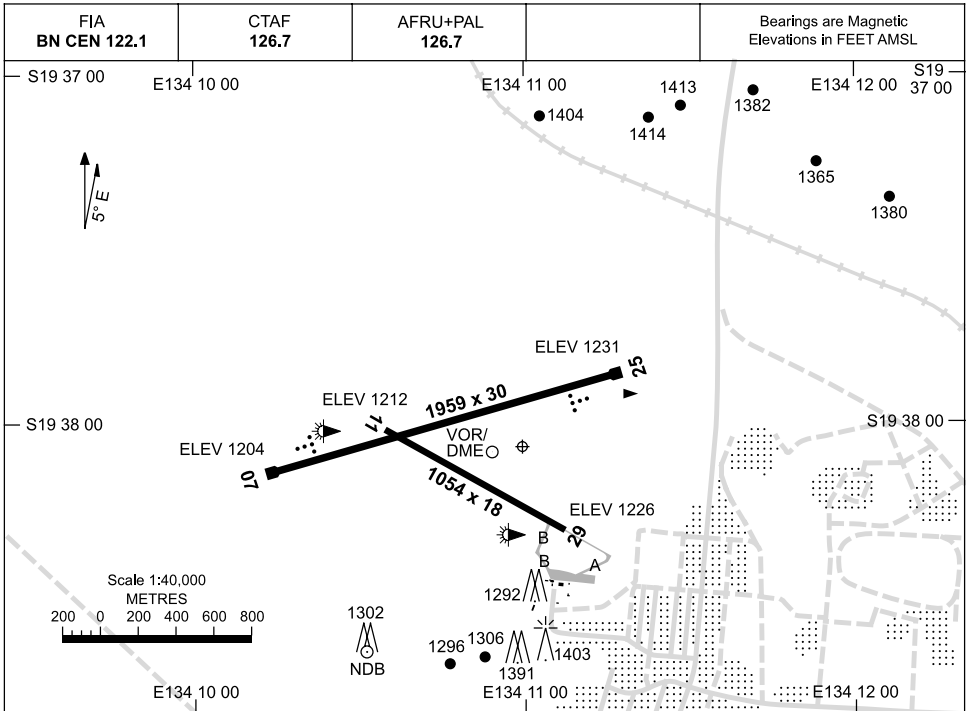 FIA
BN CEN 122.1
CTAF
126.7
AFRU+PAL
126.7
Bearings are Magnetic
Elevations in FEET AMSL
S19 37 00
E134 10 00
E134 11 00
E134 12 00
S19
37 00
1404
1413
1414
1382
1365
1380
5° E
ELEV 1231
25
ELEV 1212
11
1959 x 30
S19 38 00
S19 38 00
ELEV 1204
07
VOR/
DME
1054 x 18
ELEV 1226
29
B
B
A
Scale 1:40,000
METRES
200 0 200 400 600 800
1292
1302
NDB
1296
1306
1391
1403
E134 10 00
E134 11 00
E134 12 00